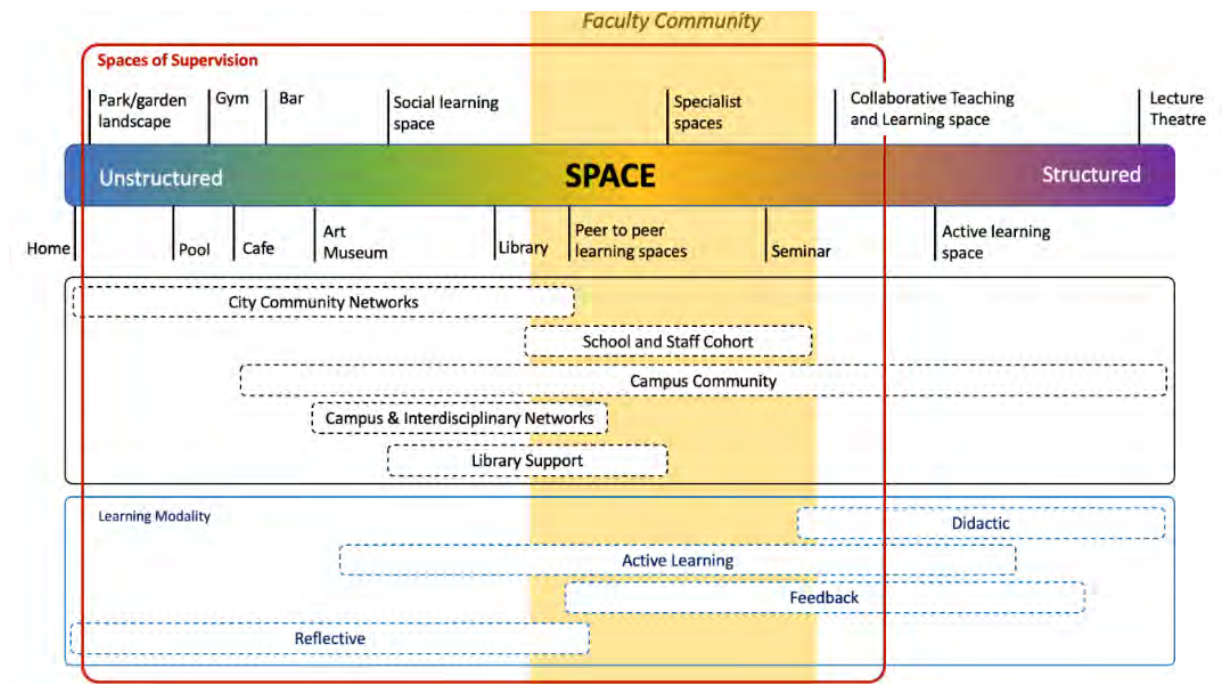 Faculty Community
Spaces of Supervision
Park/garden
landscape
Gym
Bar
Social learning
space
Specialist
spaces
Collaborative Teaching
and Learning space
Lecture
Theatre
Unstructured
SPACE
Structured
Home
Pool
Cafe
Art
Museum
Library
Peer to peer
learning spaces
Seminar
Active learning
space
City Community Networks
School and Staff Cohort
Campus Community
Campus & Interdisciplinary Networks
Library Support
Learning Modality
Didactic
Active Learning
Feedback
Reflective